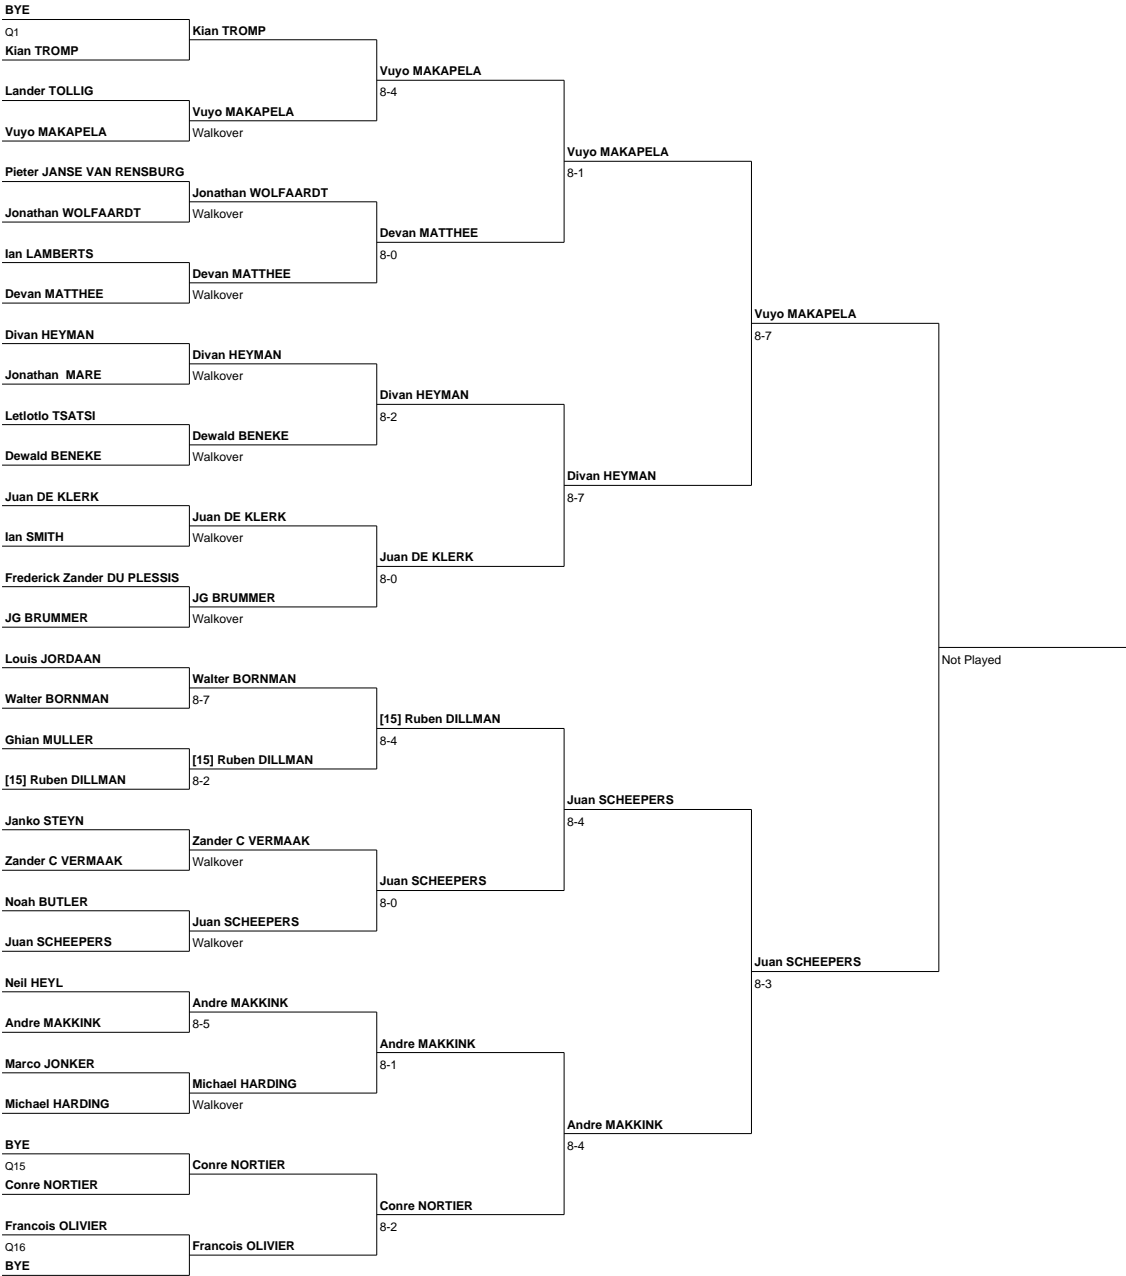 BYE
Q1
Kian TROMP
Lander TOLLIG
Vuyo MAKAPELA
Pieter JANSE VAN RENSBURG
Jonathan WOLFAARDT
Ian LAMBERTS
Devan MATTHEE
Divan HEYMAN
Jonathan  MARE
Letlotlo TSATSI
Dewald BENEKE
Juan DE KLERK
Ian SMITH
Frederick Zander DU PLESSIS
JG BRUMMER
Louis JORDAAN
Walter BORNMAN
Ghian MULLER
[15] Ruben DILLMAN
Janko STEYN
Zander C VERMAAK
Noah BUTLER
Juan SCHEEPERS
Neil HEYL
Andre MAKKINK
Marco JONKER
Michael HARDING
BYE
Q15
Conre NORTIER
Francois OLIVIER
Q16
BYE
Kian TROMP
Vuyo MAKAPELA
Walkover
Jonathan WOLFAARDT
Walkover
Devan MATTHEE
Walkover
Divan HEYMAN
Walkover
Dewald BENEKE
Walkover
Juan DE KLERK
Walkover
JG BRUMMER
Walkover
Walter BORNMAN
8-7
[15] Ruben DILLMAN
8-2
Zander C VERMAAK
Walkover
Juan SCHEEPERS
Walkover
Andre MAKKINK
8-5
Michael HARDING
Walkover
Conre NORTIER
Francois OLIVIER
Vuyo MAKAPELA
8-4
Devan MATTHEE
8-0
Divan HEYMAN
8-2
Juan DE KLERK
8-0
[15] Ruben DILLMAN
8-4
Juan SCHEEPERS
8-0
Andre MAKKINK
8-1
Conre NORTIER
8-2
Vuyo MAKAPELA
8-1
Divan HEYMAN
8-7
Juan SCHEEPERS
8-4
Andre MAKKINK
8-4
Vuyo MAKAPELA
8-7
Juan SCHEEPERS
8-3
Not Played